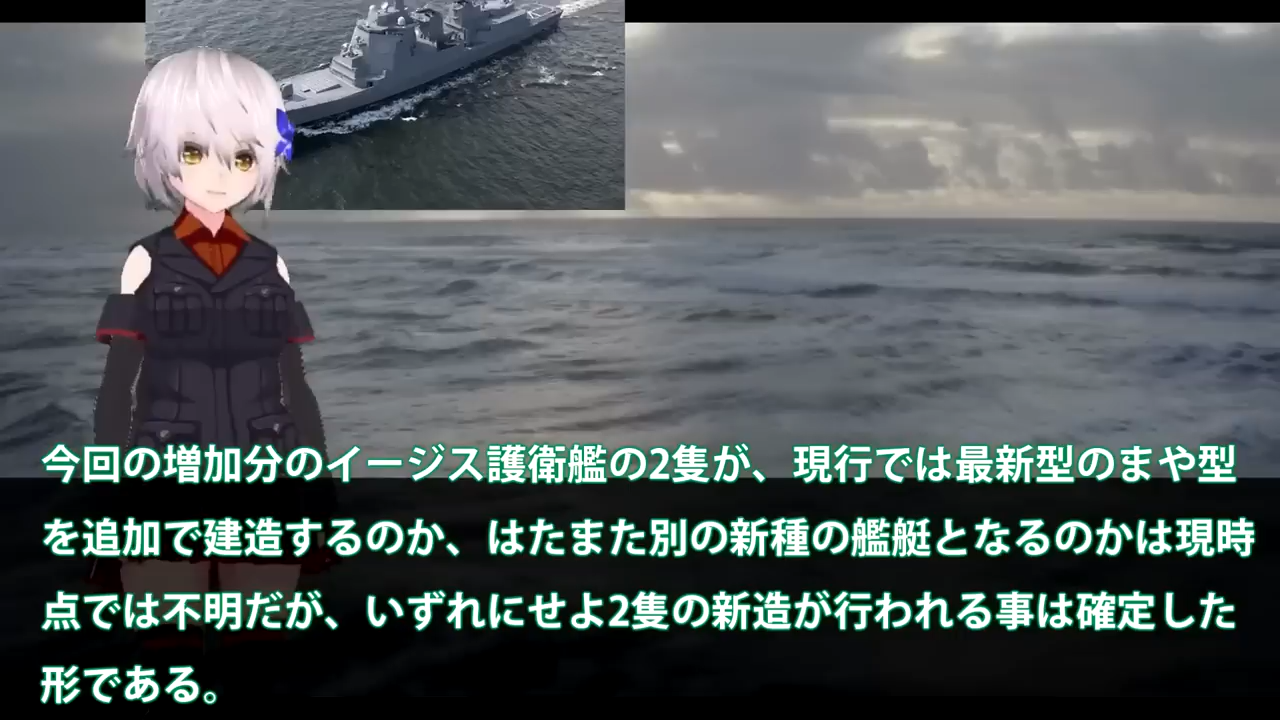 今回の増加分のイージス護衛艦の2隻が、現行では最新型のまや型
を追加で建造するのか、はたまた別の新種の艦艇となるのかは現時
点では不明だが、いずれにせよ2隻の新造が行われる事は確定した
形である。